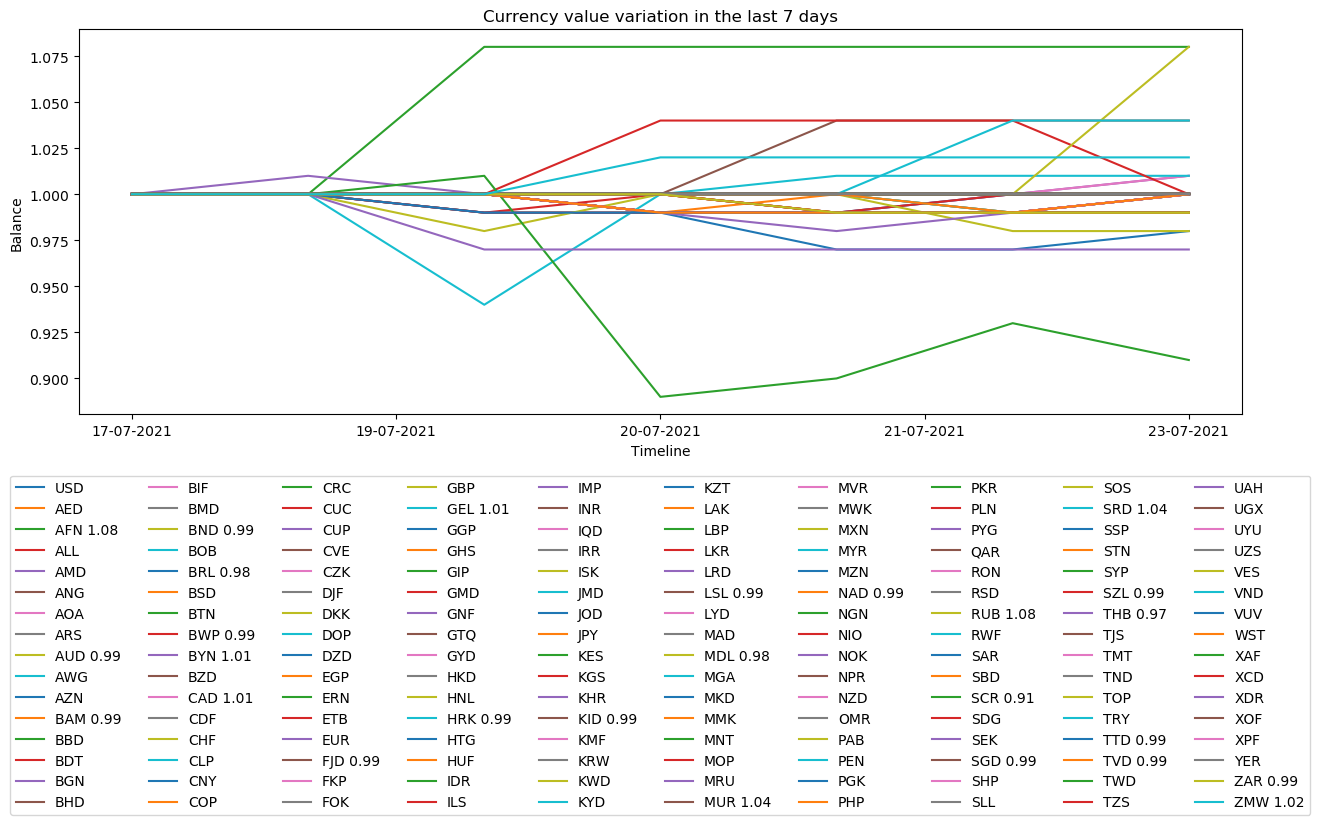 Currency value variation in the last 7 days
1.075
1.050
1.025
1.000
0.975
0.950
0.925
0.900
Balance
17-07-2021 19-07-2021 20-07-2021 21-07-2021 23-07-2021
Timeline
USD BIF CRC GBP IMP KZT MVR PKR SOS UAH
AED BMD CUC GEL 1.01 INR LAK MWK PLN SRD 1.04 UGX
AFN 1.08 BND 0.99 CUP GGP IQD LBP MXN PYG SSP UYU
ALL BOB CVE GHS IRR LKR MYR QAR STN UZS
AMD BRL 0.98 CZK GIP ISK LRD MZN RON SYP VES
ANG BSD DJF GMD JMD LSL 0.99 NAD 0.99 RSD SZL 0.99 VND
AOA BTN DKK GNF JOD LYD NGN RUB 1.08 THB 0.97 VUV
ARS BWP 0.99 DOP GTQ JPY MAD NIO RWF TJS WST
AUD 0.99 BYN 1.01 DZD GYD KES MDL 0.98 NOK SAR TMT XAF
AWG BZD EGP HKD KGS MGA NPR SBD TND XCD
AZN CAD 1.01 ERN HNL KHR MKD NZD SCR 0.91 TOP XDR
BAM 0.99 CDF ETB HRK 0.99 KID 0.99 MMK OMR SDG TRY XOF
BBD CHF EUR HTG KMF MNT PAB SEK TTD 0.99 XPF
BDT CLP FJD 0.99 HUF KRW MOP PEN SGD 0.99 TVD 0.99 YER
BGN CNY FKP IDR KWD MRU PGK SHP TWD ZAR 0.99
BHD COP FOK ILS KYD MUR 1.04 PHP SLL TZS ZMW 1.02